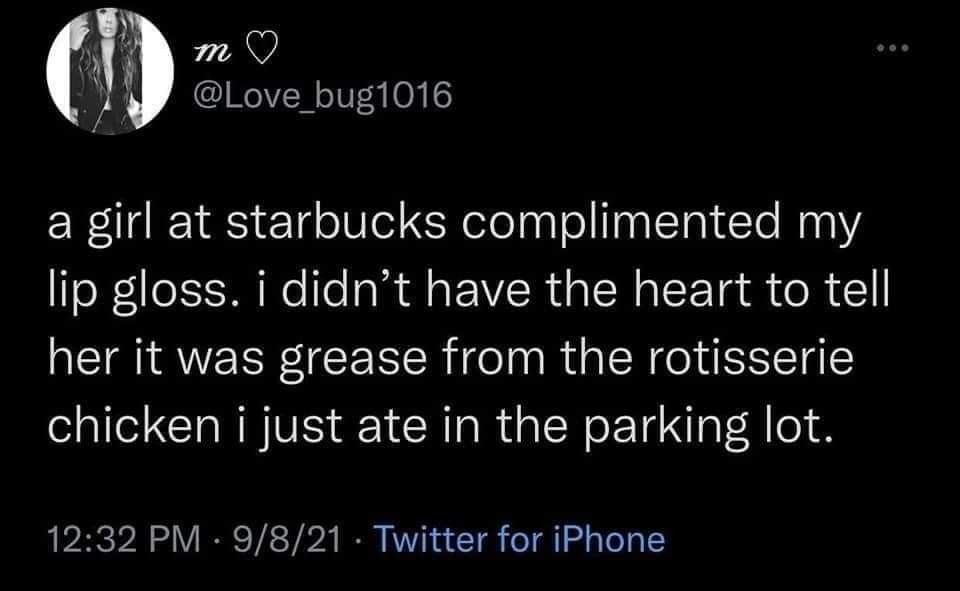 m ♡
@Love_bug1016
a girl at starbucks complimented my
lip gloss. i didn’t have the heart to tell
her it was grease from the rotisserie
chicken i just ate in the parking lot.
12:32 PM · 9/8/21 · Twitter for iPhone